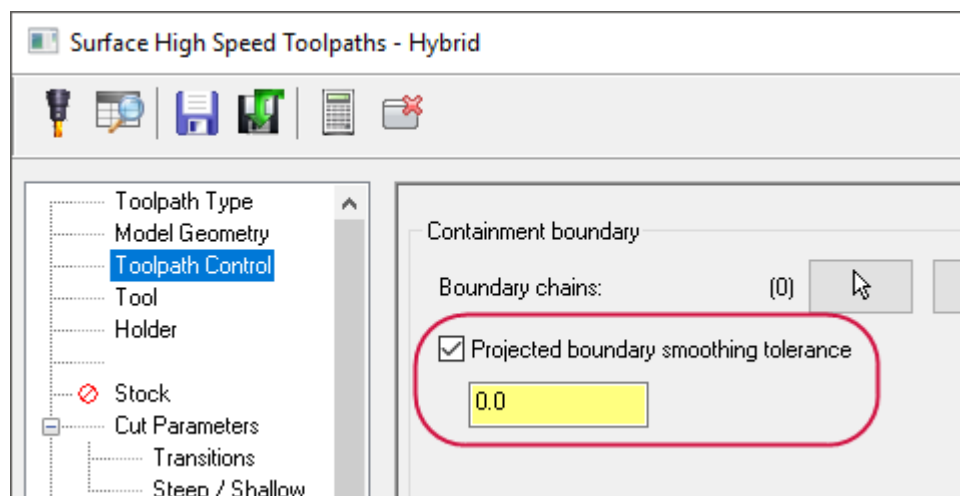 Surface High Speed Toolpaths - Hybrid
Toolpath Type
Model Geometry
Toolpath Control
Tool
Holder
Stock
Cut Parameters
Transitions
Steep / Shallow
Containment boundary
Boundary chains: (0)
Projected boundary smoothing tolerance
0.0